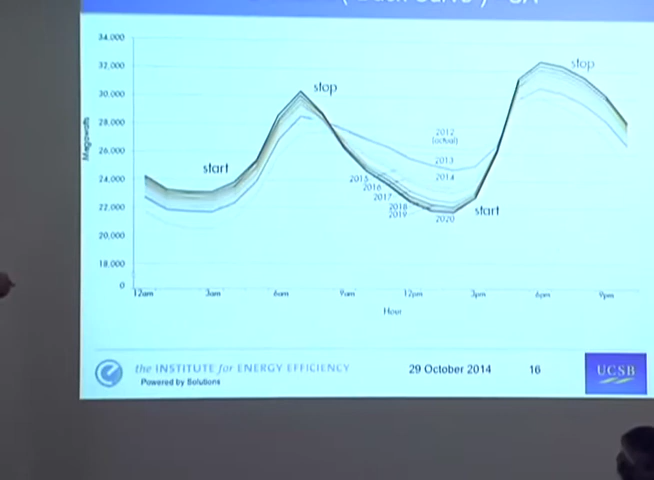 34,000
32,000
30,000
28,000
26,000
24,000
22,000
20,000
18,000
0
Megawatts
start
stop
start
stop
2012
(actual)
2013
2014
2015
2016
2017
2018
2019
2020
12am
3am
6am
9am
12pm
3pm
6pm
9pm
Hour
the INSTITUTE for ENERGY EFFICIENCY
Powered by Solutions
29 October 2014
16
UCSB